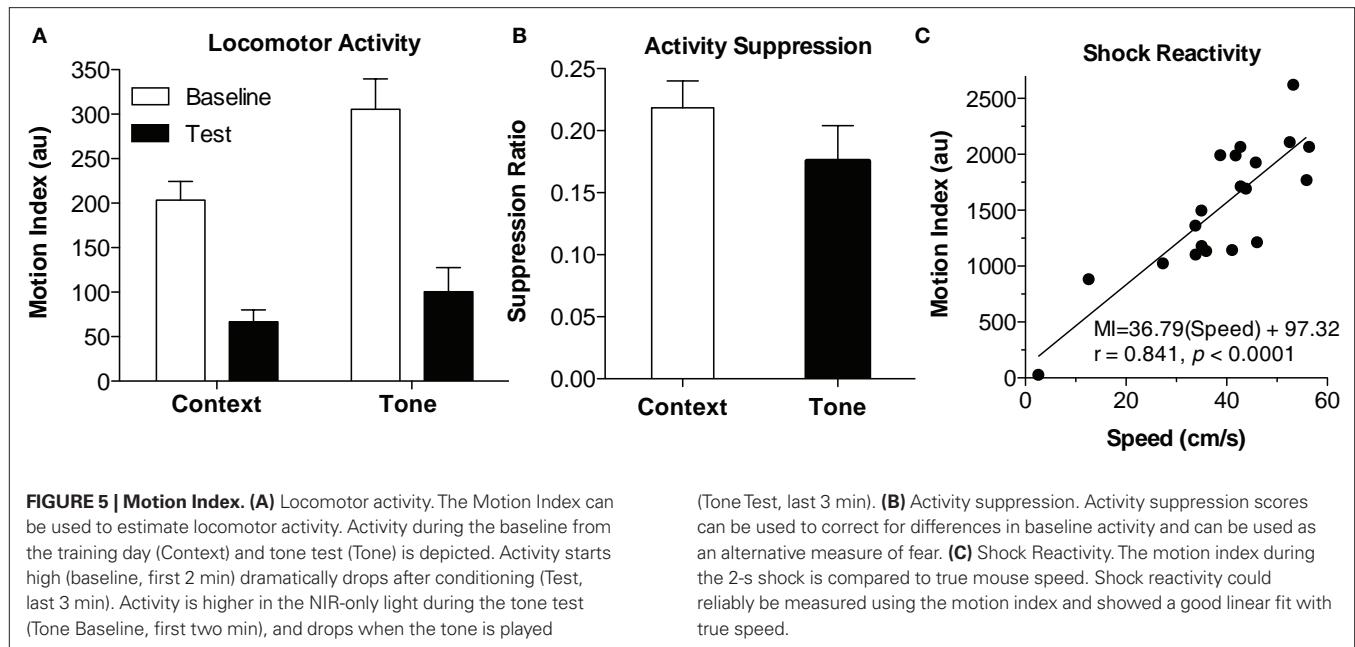 A
Locomotor Activity
350
300
250
200
150
100
50
0
Motion Index (au)
Baseline
Test
Context
Tone
B
Activity Suppression
0.25
0.20
0.15
0.10
0.05
0.00
Suppression Ratio
Context
Tone
C
Shock Reactivity
2500
2000
1500
1000
500
0
Motion Index (au)
MI=36.79(Speed) + 97.32
r = 0.841, p < 0.0001
0
20
40
60
Speed (cm/s)
FIGURE 5 | Motion Index. (A) Locomotor activity. The Motion Index can
be used to estimate locomotor activity. Activity during the baseline from
the training day (Context) and tone test (Tone) is depicted. Activity starts
high (baseline, first 2 min) dramatically drops after conditioning (Test,
last 3 min). Activity is higher in the NIR-only light during the tone test
(Tone Baseline, first two min), and drops when the tone is played
(Tone Test, last 3 min). (B) Activity suppression. Activity suppression scores
can be used to correct for differences in baseline activity and can be used as
an alternative measure of fear. (C) Shock Reactivity. The motion index during
the 2-s shock is compared to true mouse speed. Shock reactivity could
reliably be measured using the motion index and showed a good linear fit with
true speed.